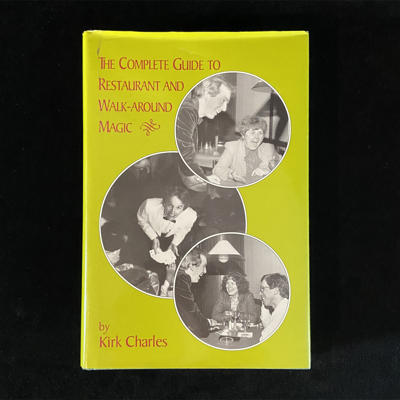 THE COMPLETE GUIDE TO
RESTAURANT AND
WALK-AROUND
MAGIC
by
Kirk Charles